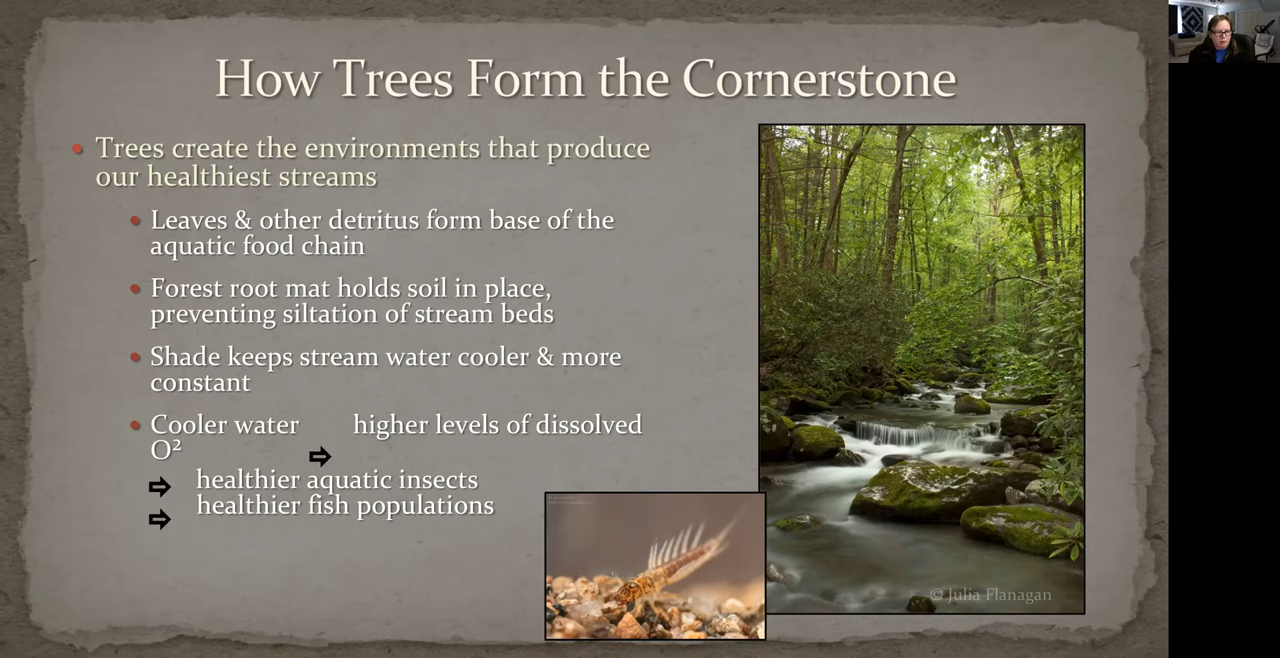 How Trees Form the Cornerstone
• Trees create the environments that produce
our healthiest streams
• Leaves & other detritus form base of the
aquatic food chain
• Forest root mat holds soil in place,
preventing siltation of stream beds
• Shade keeps stream water cooler & more
constant
• Cooler water ⇨ higher levels of dissolved
O²
⇨ healthier aquatic insects
⇨ healthier fish populations
© Julia Flanagan